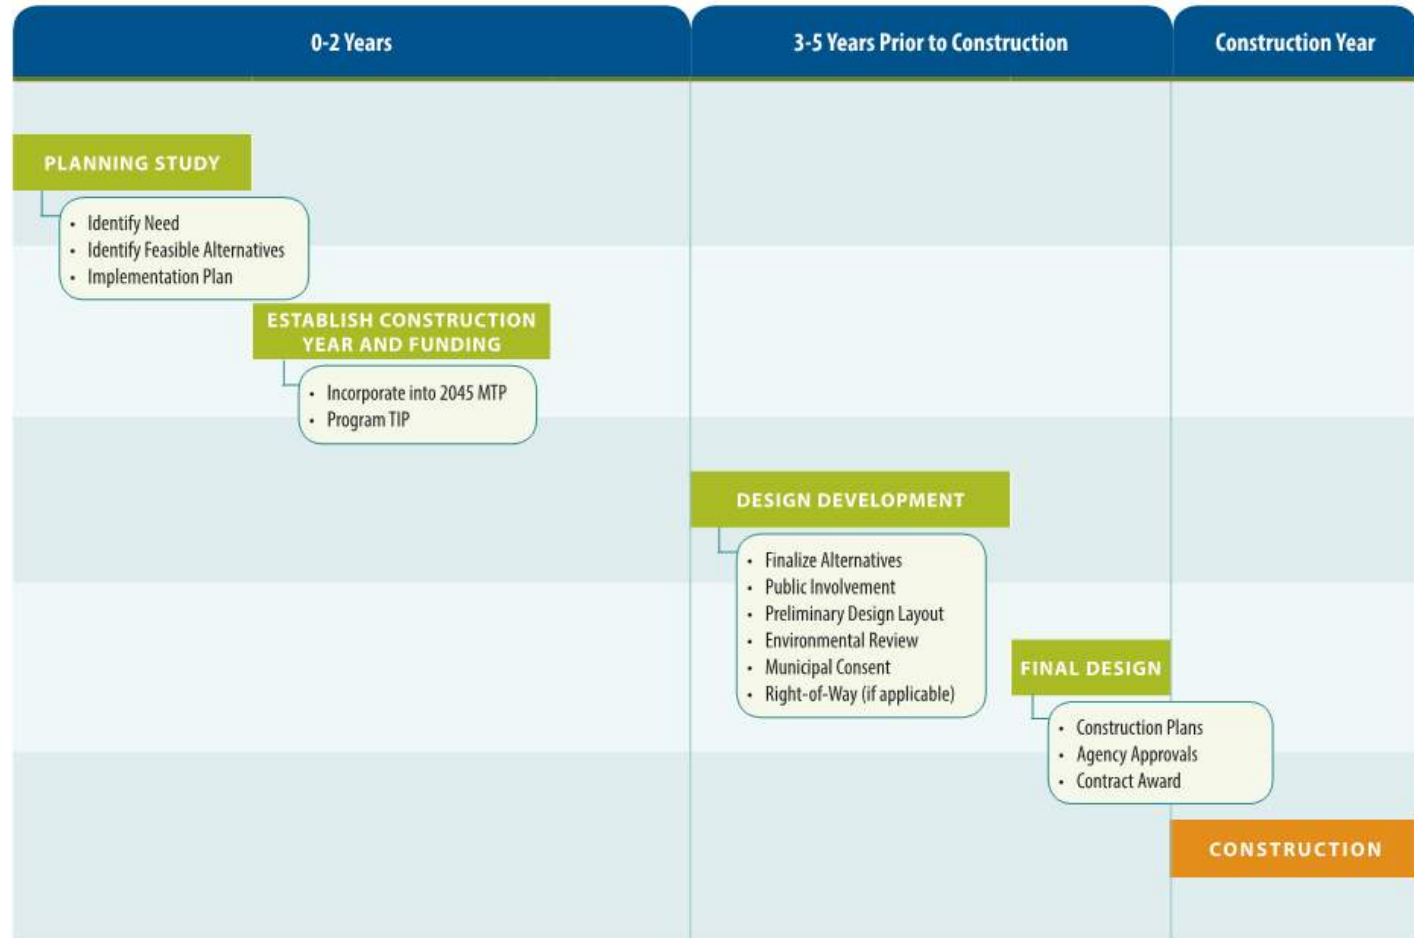 0-2 Years
3-5 Years Prior to Construction
Construction Year
PLANNING STUDY
• Identify Need
• Identify Feasible Alternatives
• Implementation Plan
ESTABLISH CONSTRUCTION
YEAR AND FUNDING
• Incorporate into 2045 MTP
• Program TIP
DESIGN DEVELOPMENT
• Finalize Alternatives
• Public Involvement
• Preliminary Design Layout
• Environmental Review
• Municipal Consent
• Right-of-Way (if applicable)
FINAL DESIGN
• Construction Plans
• Agency Approvals
• Contract Award
CONSTRUCTION